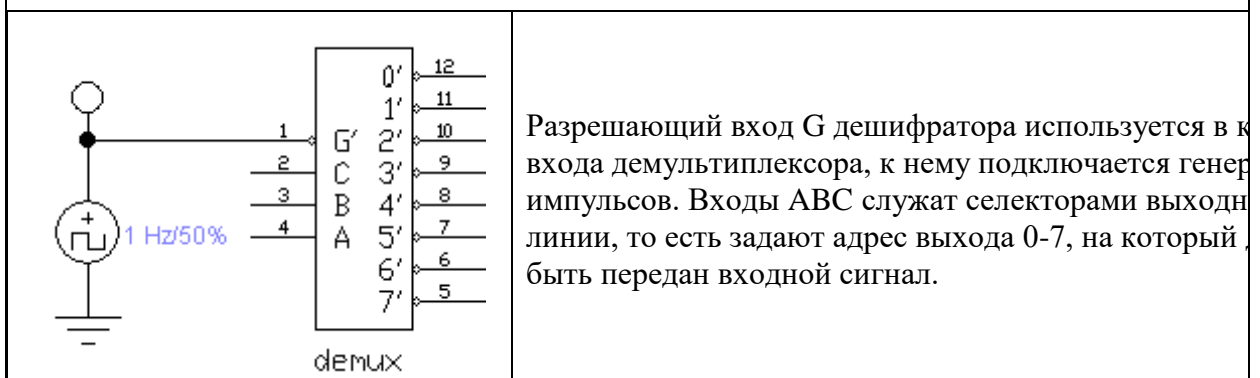 0′ 12
1′ 11
1 G′ 2′ 10
2 C 3′ 9
3 B 4′ 8
1 Hz/50% 4 A 5′ 7
6′ 6
7′ 5
demux
Разрешающий вход G дешифратора используется в
входа демультиплексора, к нему подключается
импульсов. Входы ABC служат селекторами
линии, то есть задают адрес выхода 0-7, на который
быть передан входной сигнал.